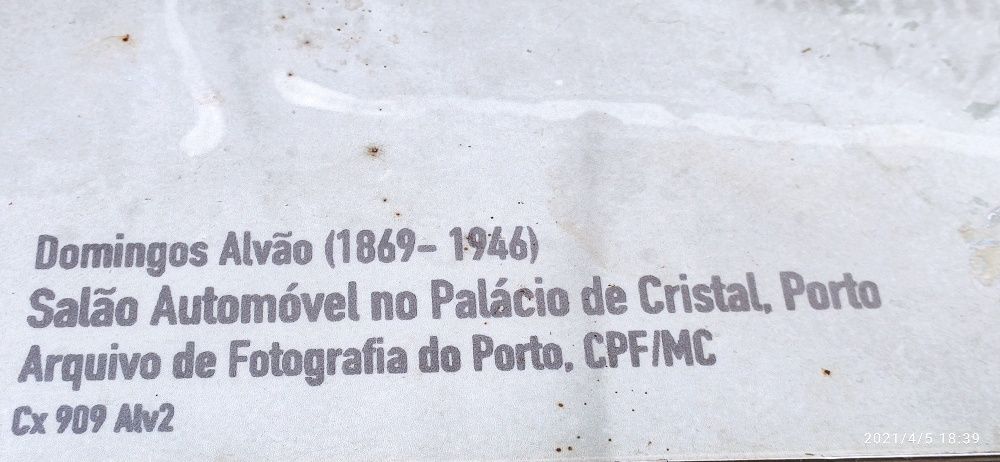 Domingos Alvão (1869– 1946)
Salão Automóvel no Palácio de Cristal, Porto
Arquivo de Fotografia do Porto, CPF/MC
Cx 909 Alv2
2021/4/5 18:39